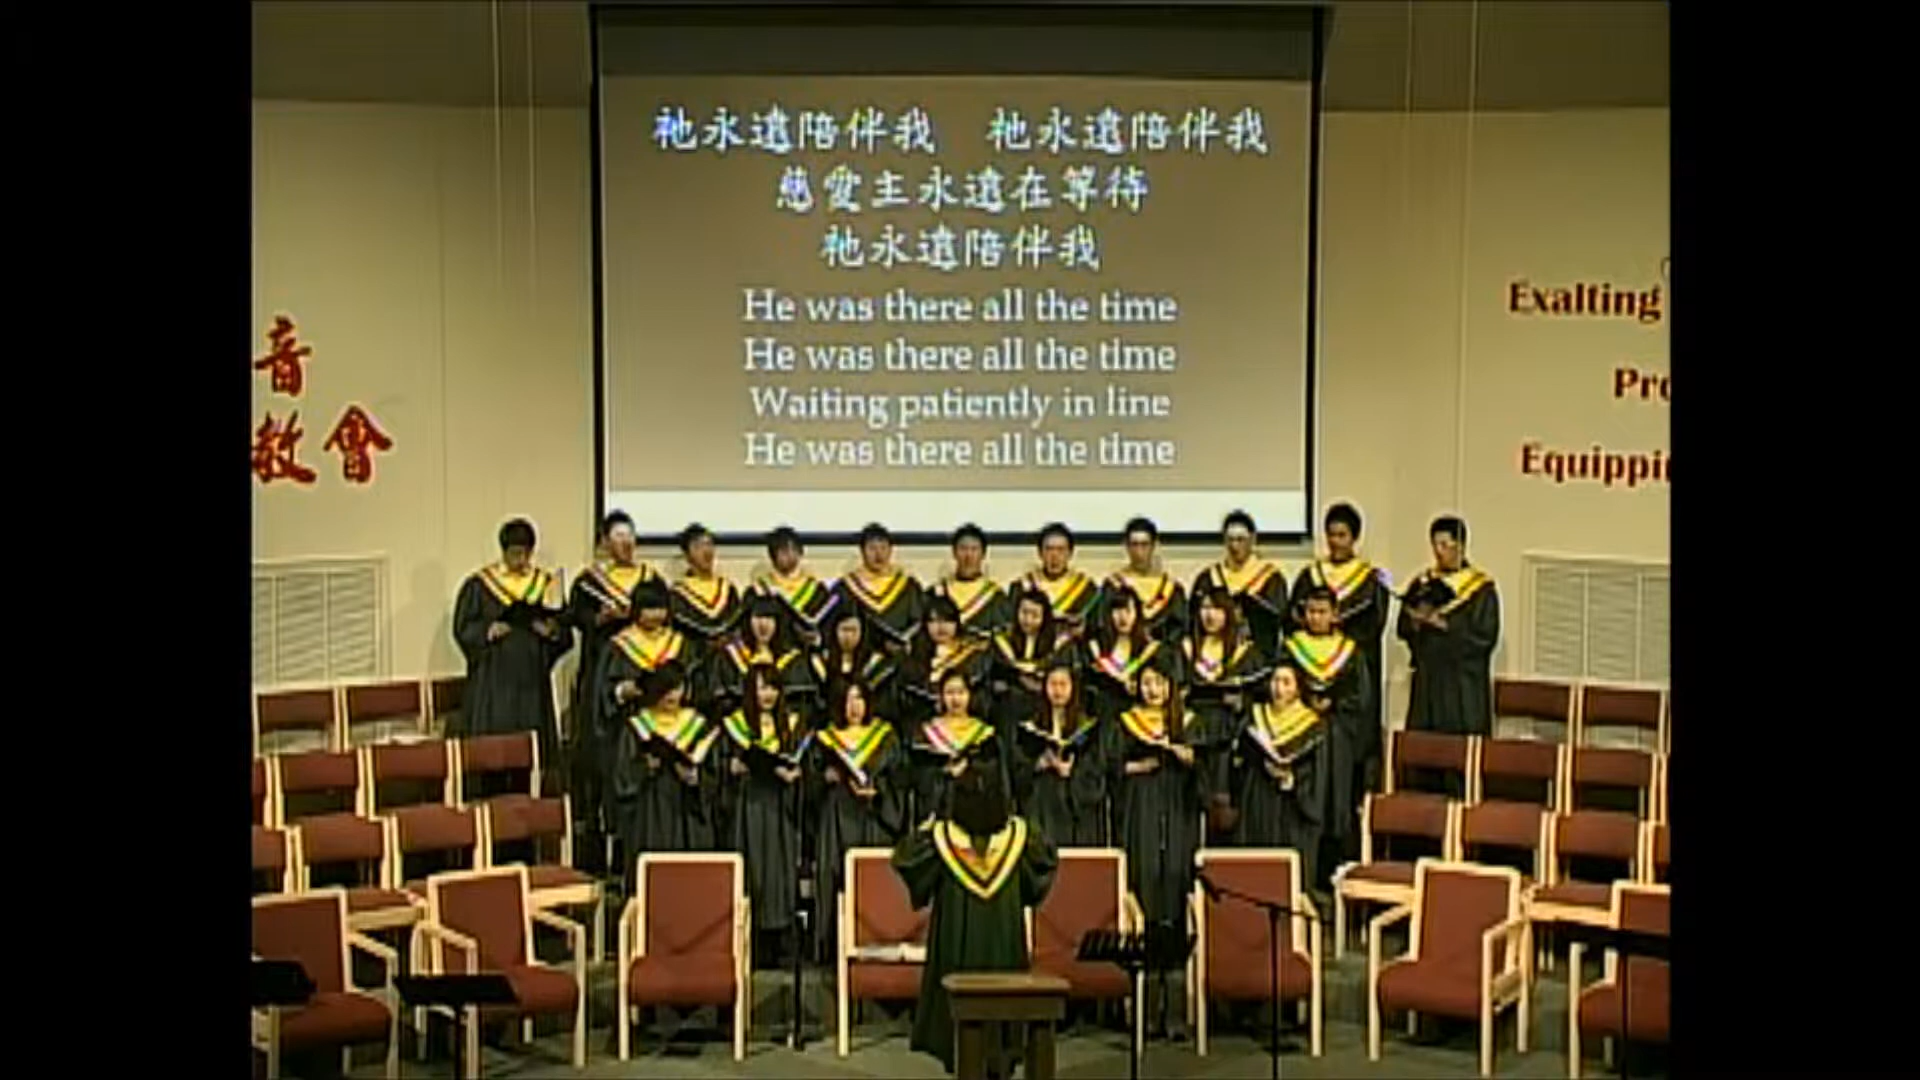 祂永遠陪伴我 祂永遠陪伴我
慈愛主永遠在等待
祂永遠陪伴我
He was there all the time
He was there all the time
Waiting patiently in line
He was there all the time
音
教會
Exalting
Pro
Equippin